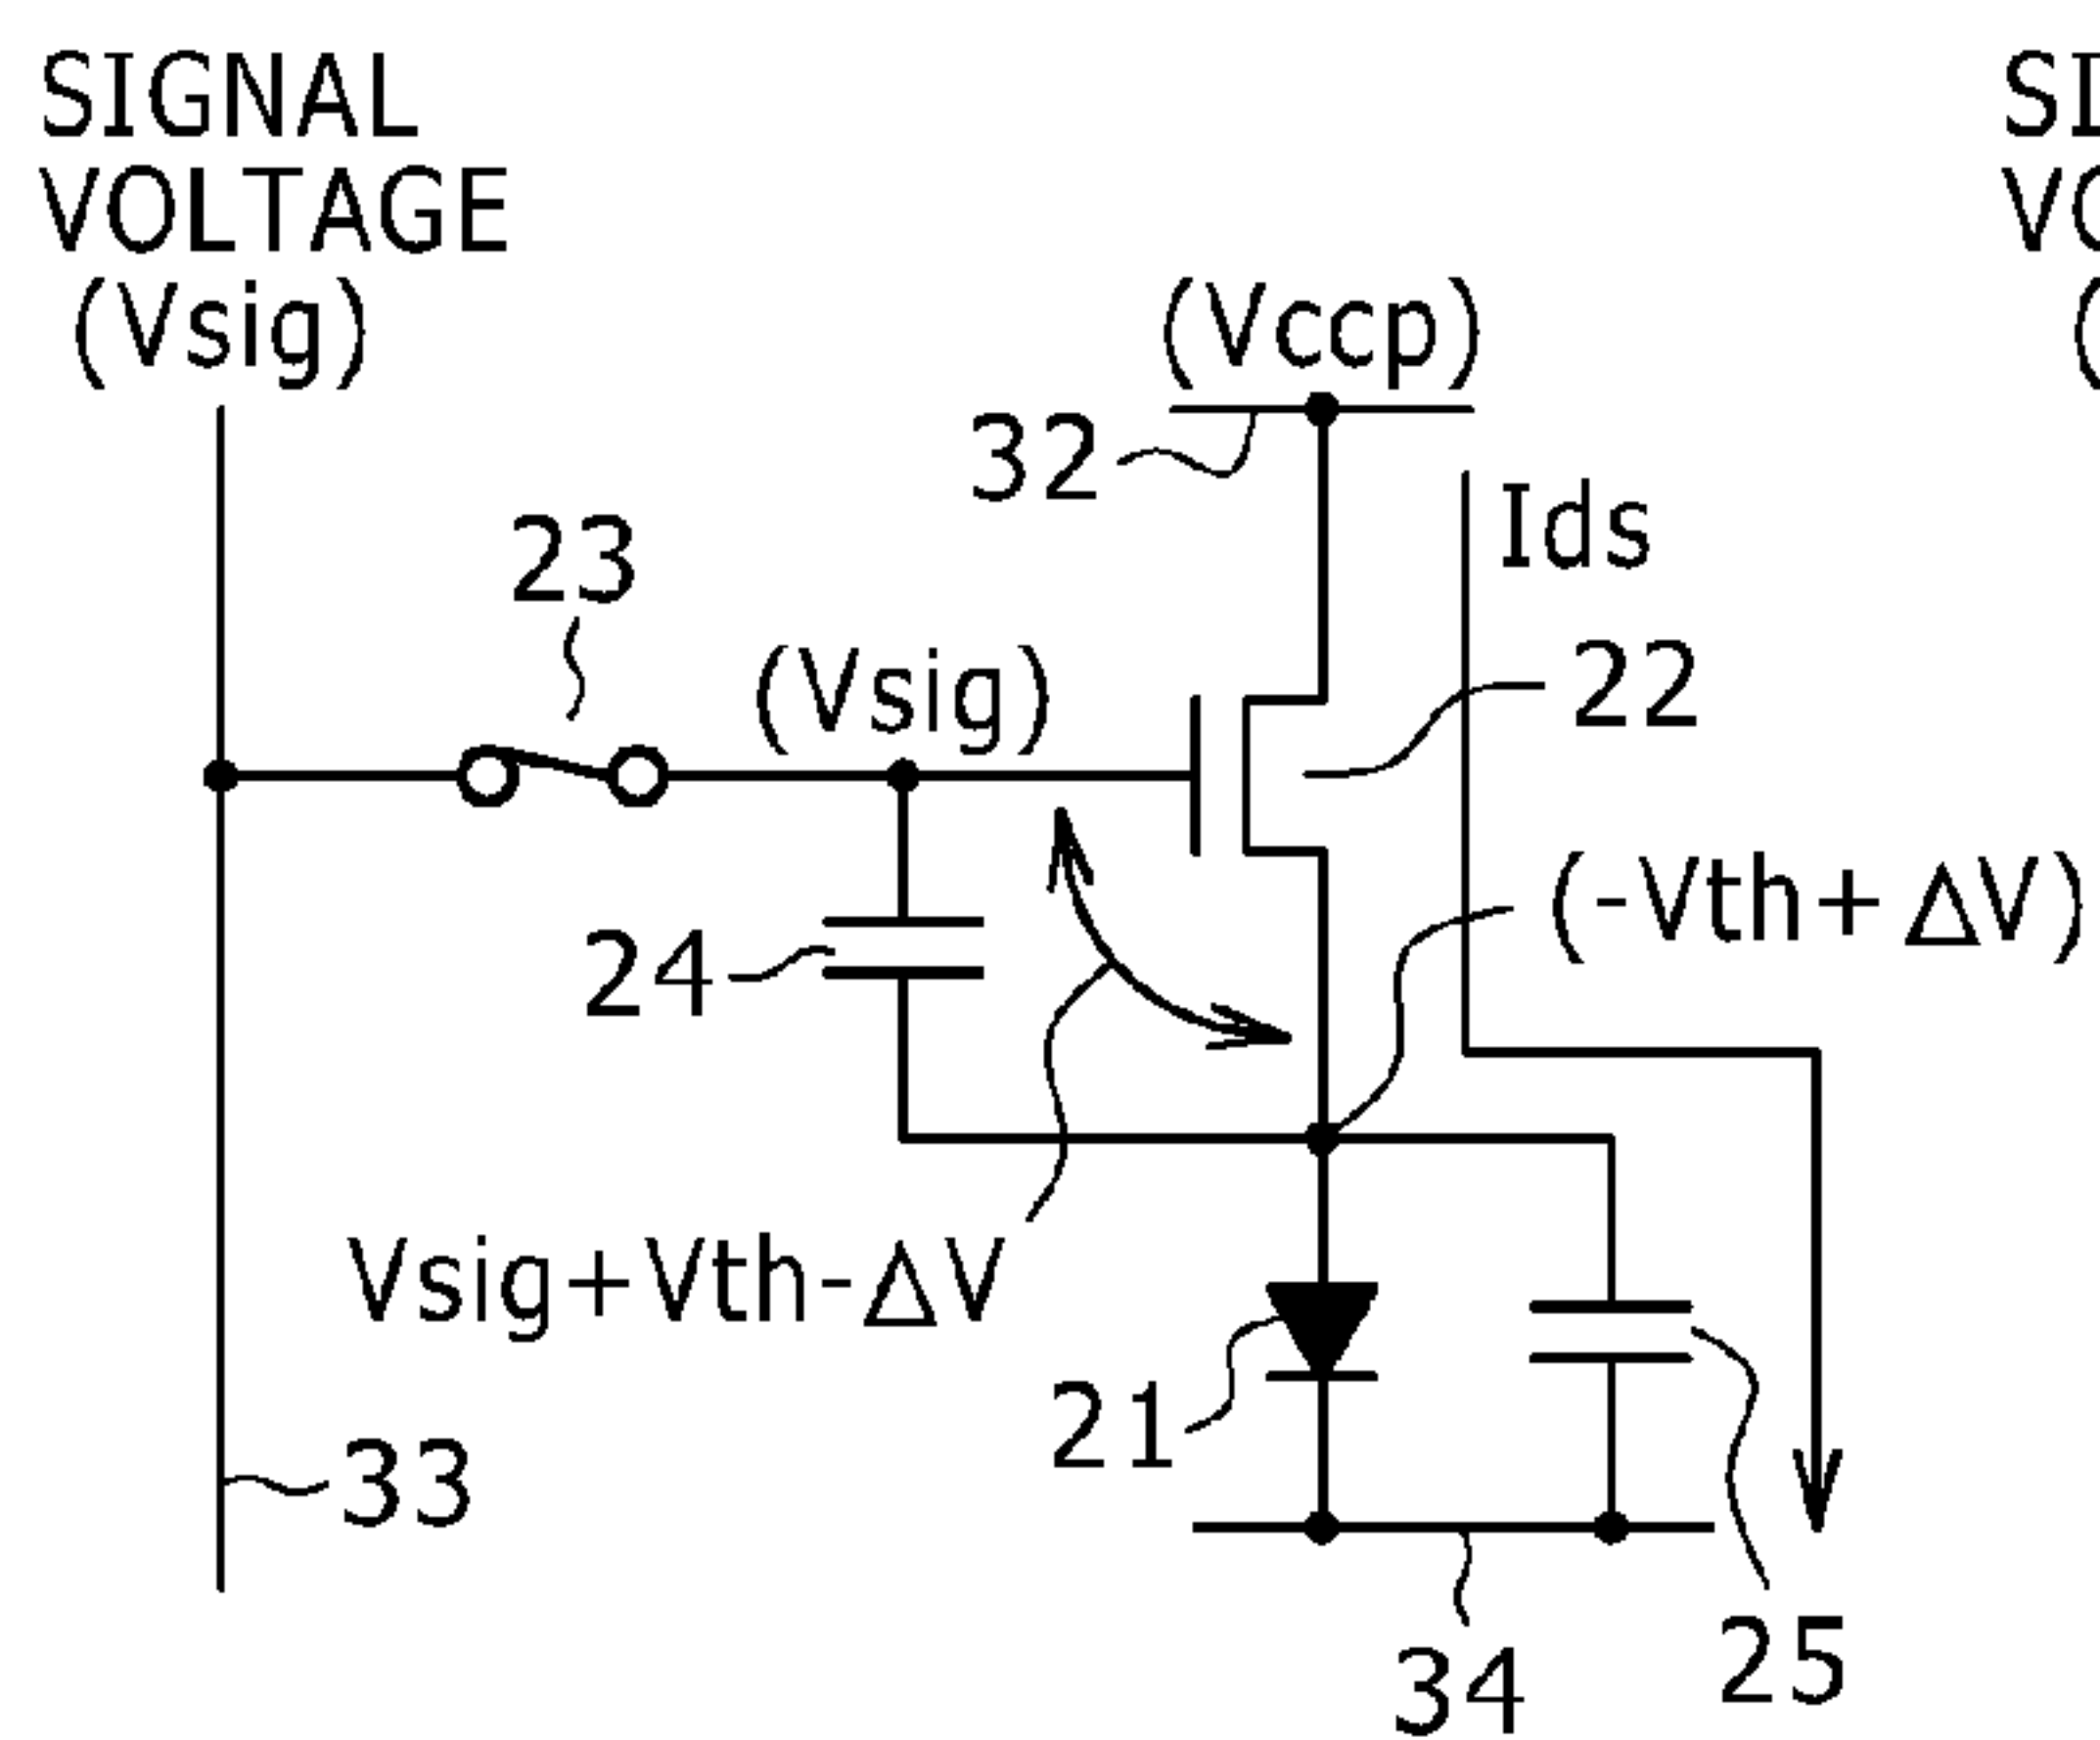 SIGNAL
VOLTAGE
(Vsig)
(Vccp)
32
Ids
23
22
(Vsig)
(-Vth+ΔV)
24
Vsig+Vth-ΔV
21
33
25
34